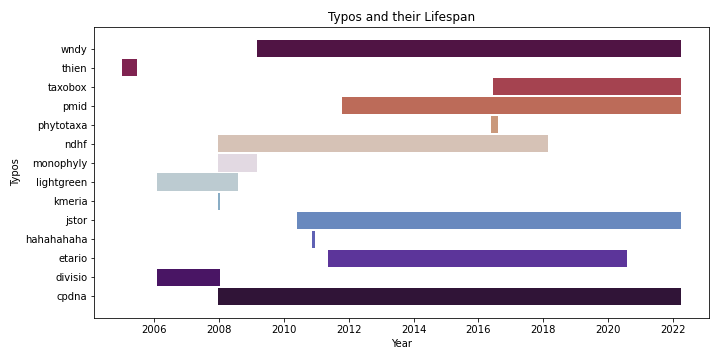 Typos and their Lifespan
wndy
thien
taxobox
pmid
phytotaxa
ndhf
monophyly
lightgreen
kmeria
jstor
hahahahaha
etario
divisio
cpdna
Typos
2006 2008 2010 2012 2014 2016 2018 2020 2022
Year